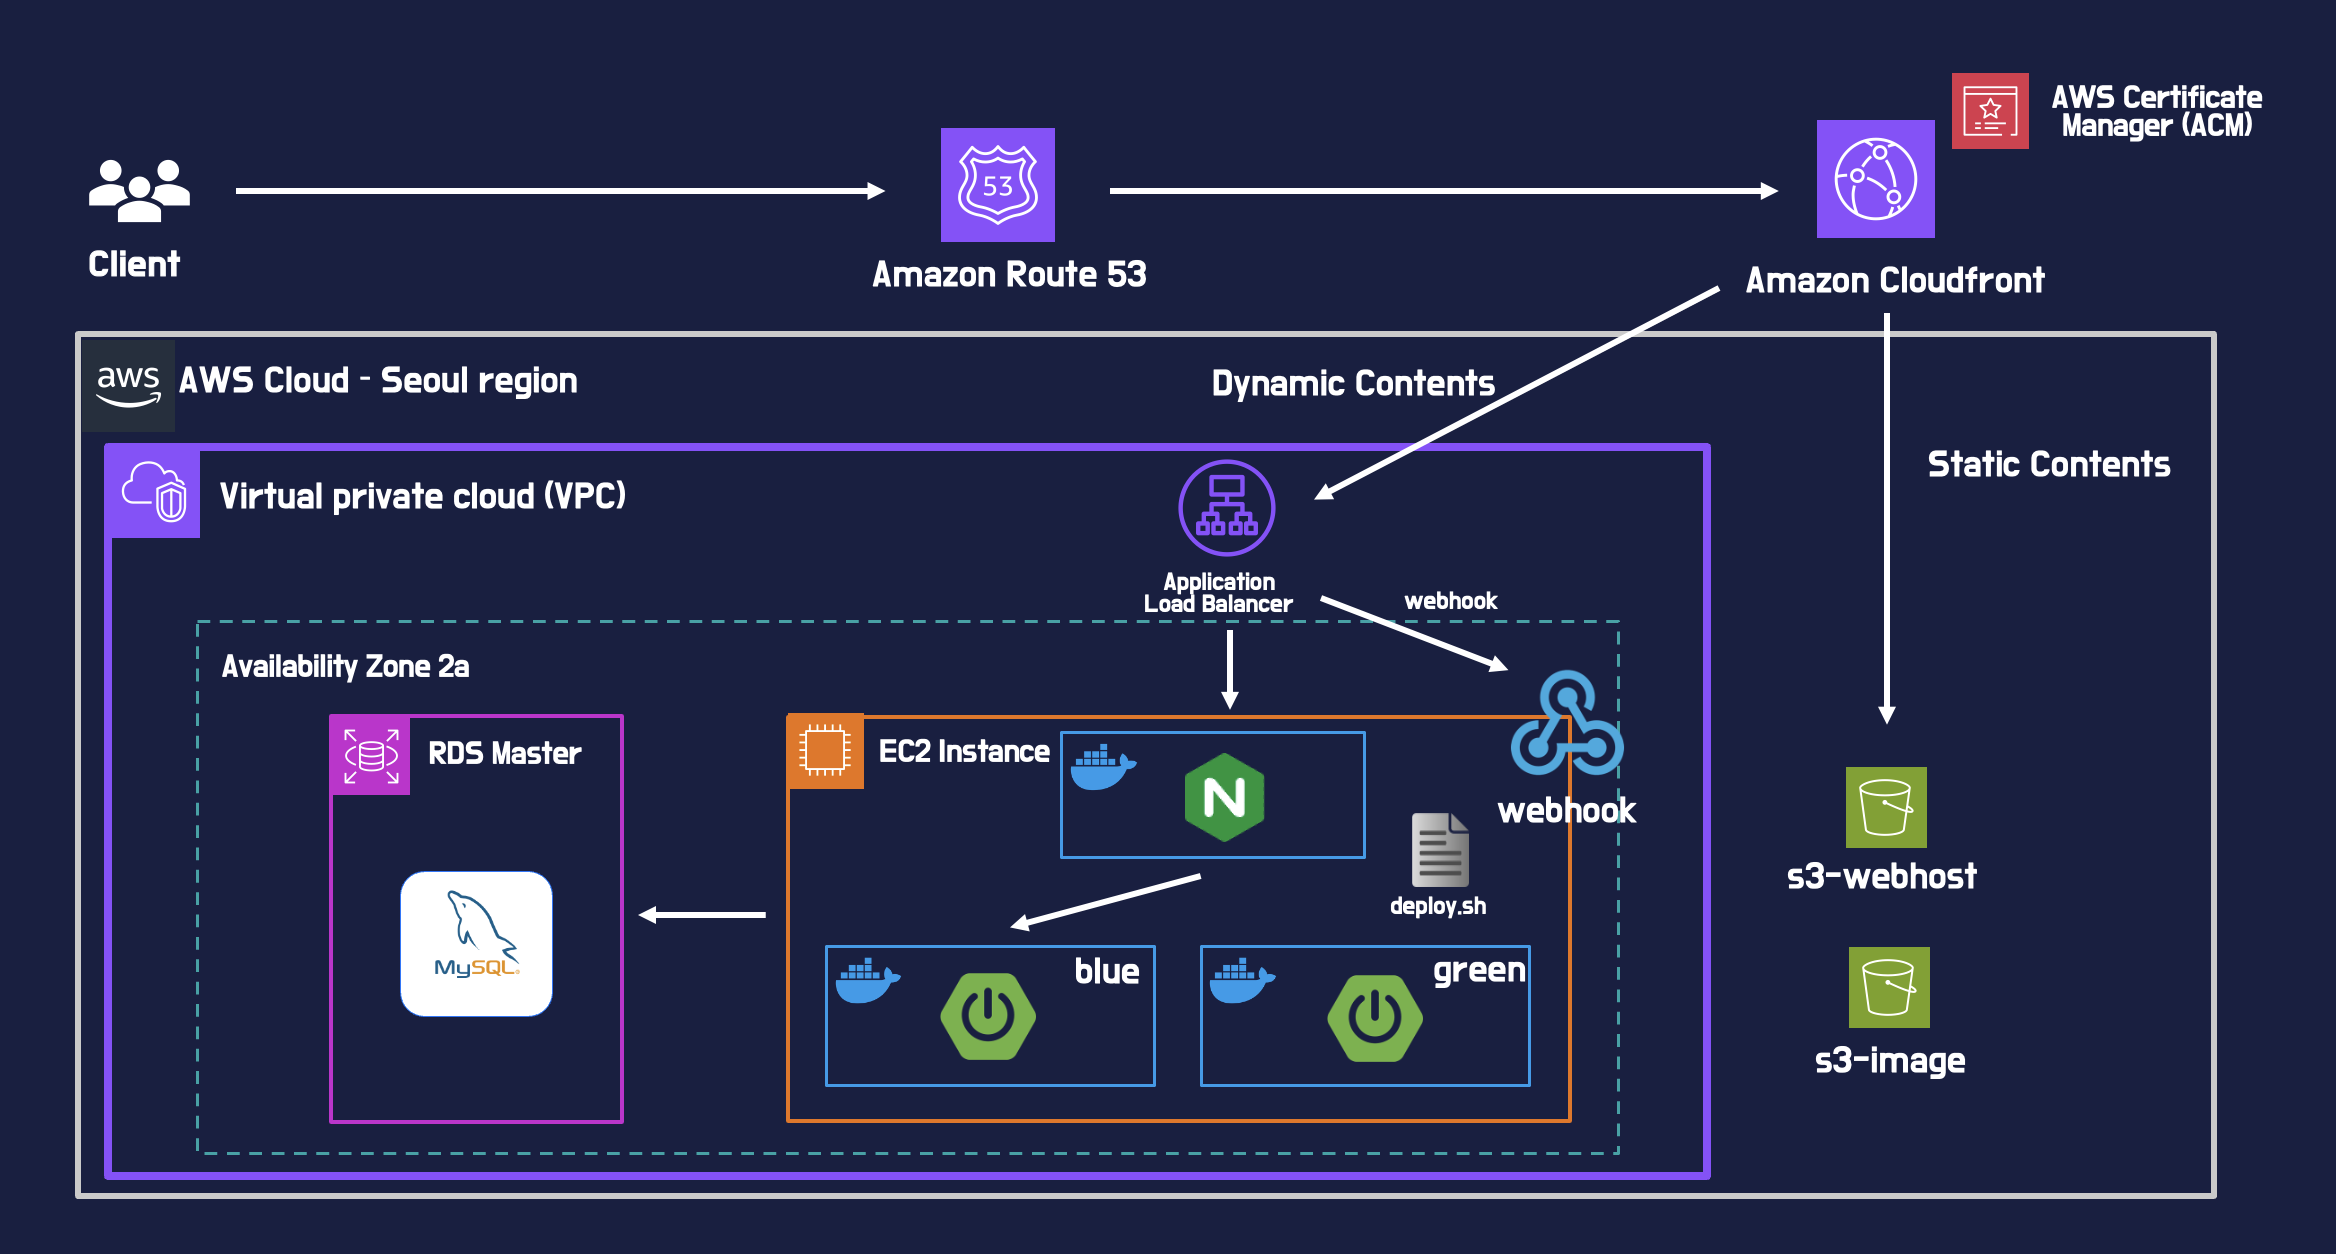 AWS Certificate
Manager (ACM)
53
Client
Amazon Route 53
Amazon Cloudfront
aws
AWS Cloud - Seoul region
Dynamic Contents
Static Contents
Virtual private cloud (VPC)
Application
Load Balancer
webhook
Availability Zone 2a
RDS Master
EC2 Instance
N
webhook
deploy.sh
s3-webhost
MySQL
blue
green
s3-image